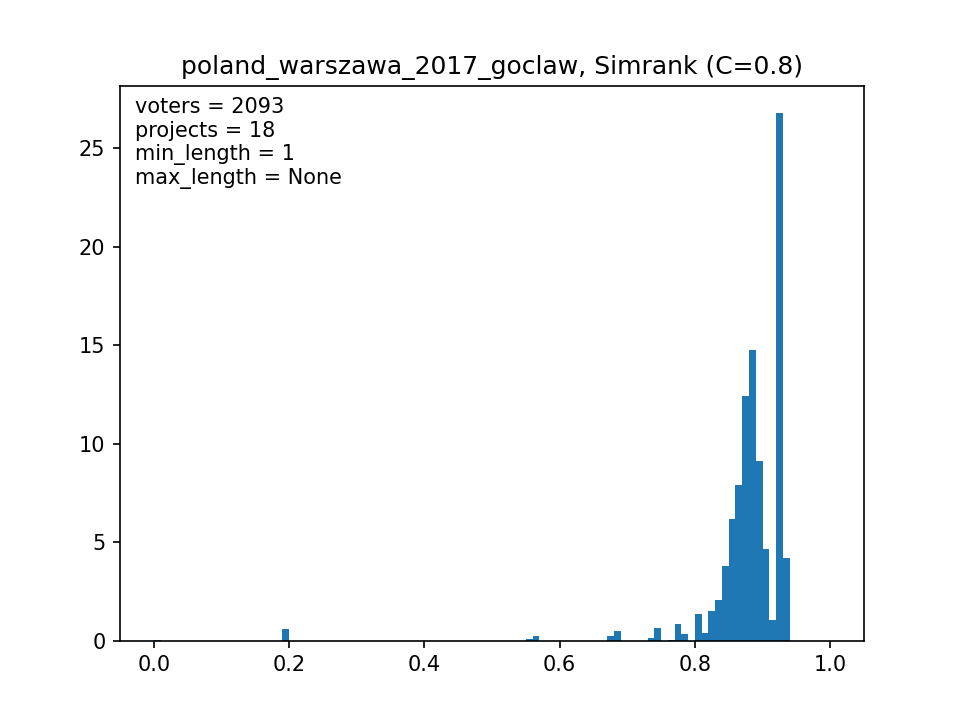 poland_warszawa_2017_goclaw, Simrank (C=0.8)
voters = 2093
projects = 18
min_length = 1
max_length = None
25
20
15
10
5
0
0.0 0.2 0.4 0.6 0.8 1.0